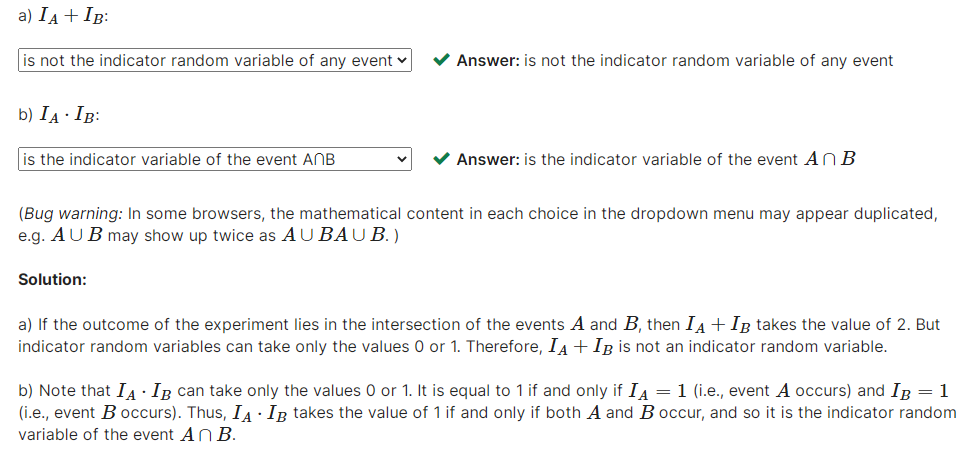 a) I_A + I_B:
is not the indicator random variable of any event ✔ Answer: is not the indicator random variable of any event
b) I_A · I_B:
is the indicator variable of the event A∩B ✔ Answer: is the indicator variable of the event A ∩ B
(Bug warning: In some browsers, the mathematical content in each choice in the dropdown menu may appear duplicated,
e.g. A ∪ B may show up twice as A ∪ BA ∪ B. )
Solution:
a) If the outcome of the experiment lies in the intersection of the events A and B, then I_A + I_B takes the value of 2. But
indicator random variables can take only the values 0 or 1. Therefore, I_A + I_B is not an indicator random variable.
b) Note that I_A · I_B can take only the values 0 or 1. It is equal to 1 if and only if I_A = 1 (i.e., event A occurs) and I_B = 1
(i.e., event B occurs). Thus, I_A · I_B takes the value of 1 if and only if both A and B occur, and so it is the indicator random
variable of the event A ∩ B.